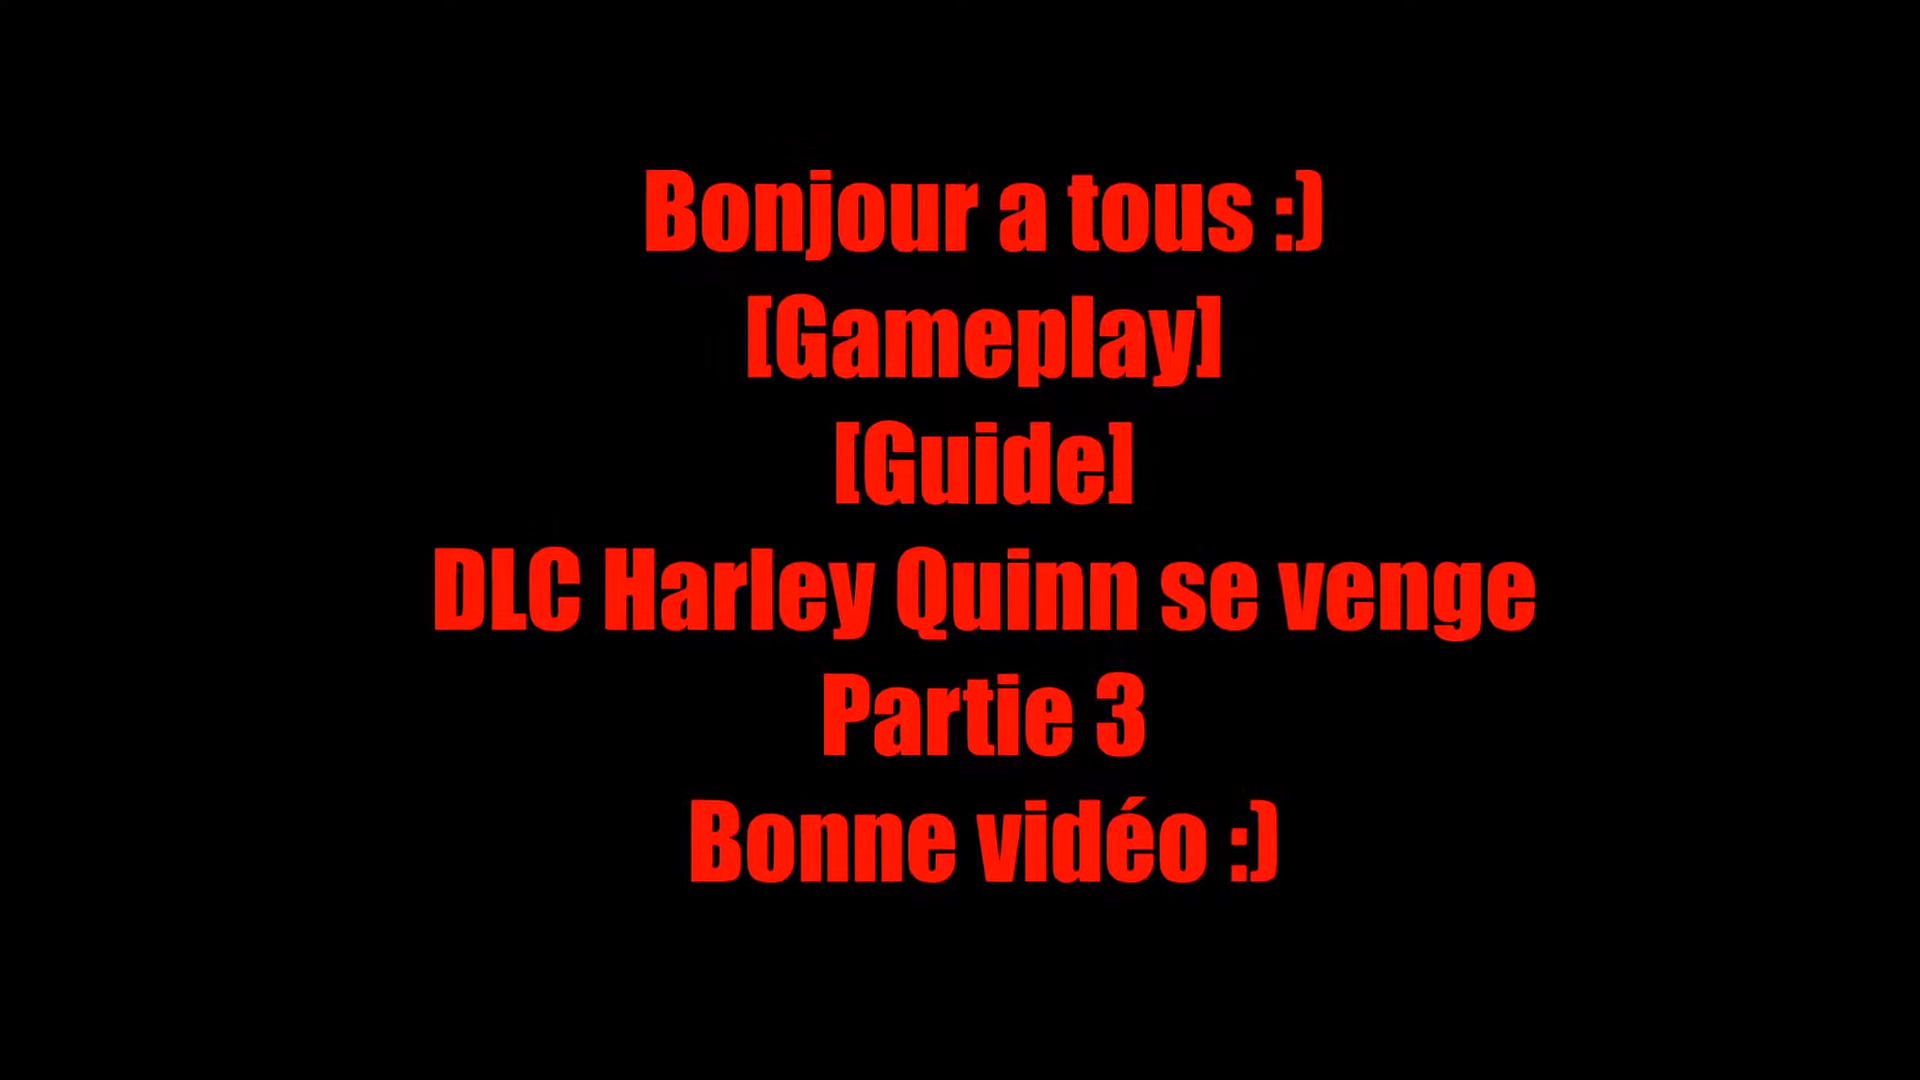 Bonjour a tous :)
[Gameplay]
[Guide]
DLC Harley Quinn se venge
Partie 3
Bonne vidéo :)